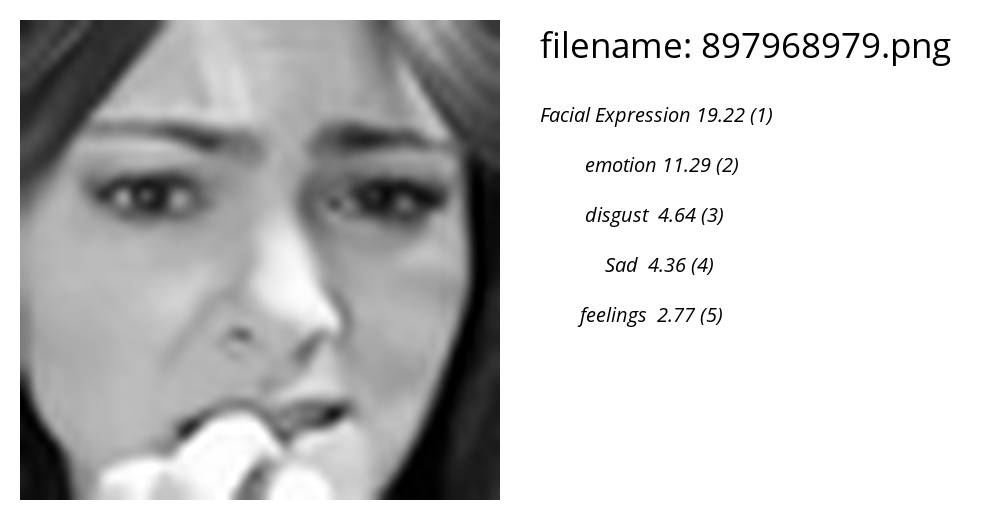 filename: 897968979.png
Facial Expression 19.22 (1)
emotion 11.29 (2)
disgust 4.64 (3)
Sad 4.36 (4)
feelings 2.77 (5)